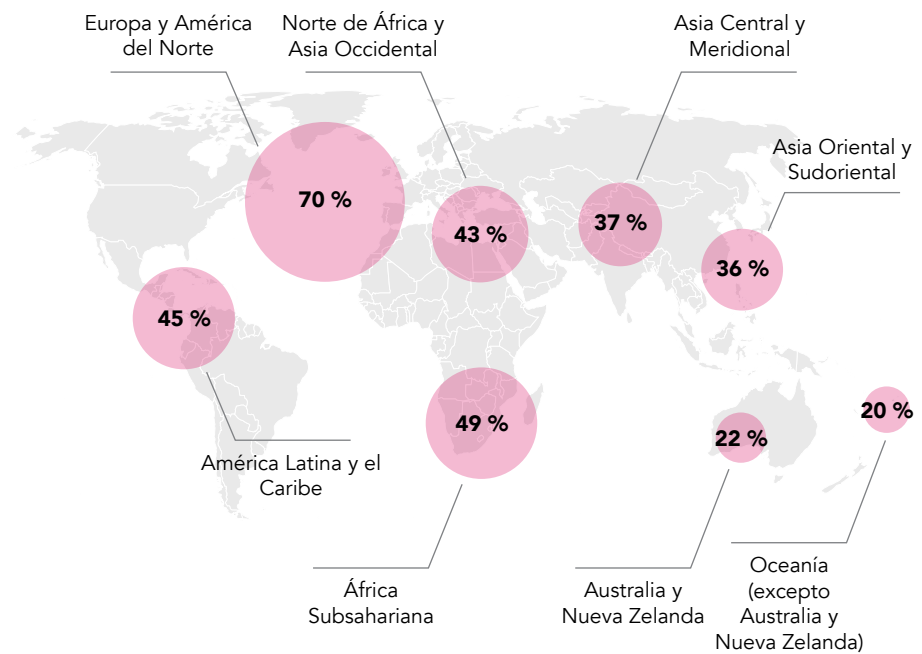 Europa y América
del Norte
Norte de África y
Asia Occidental
Asia Central y
Meridional
Asia Oriental y
Sudoriental
70 %
43 %
37 %
36 %
45 %
49 %
22 %
20 %
América Latina y el
Caribe
África
Subsahariana
Australia y
Nueva Zelanda
Oceanía
(excepto
Australia y
Nueva Zelanda)